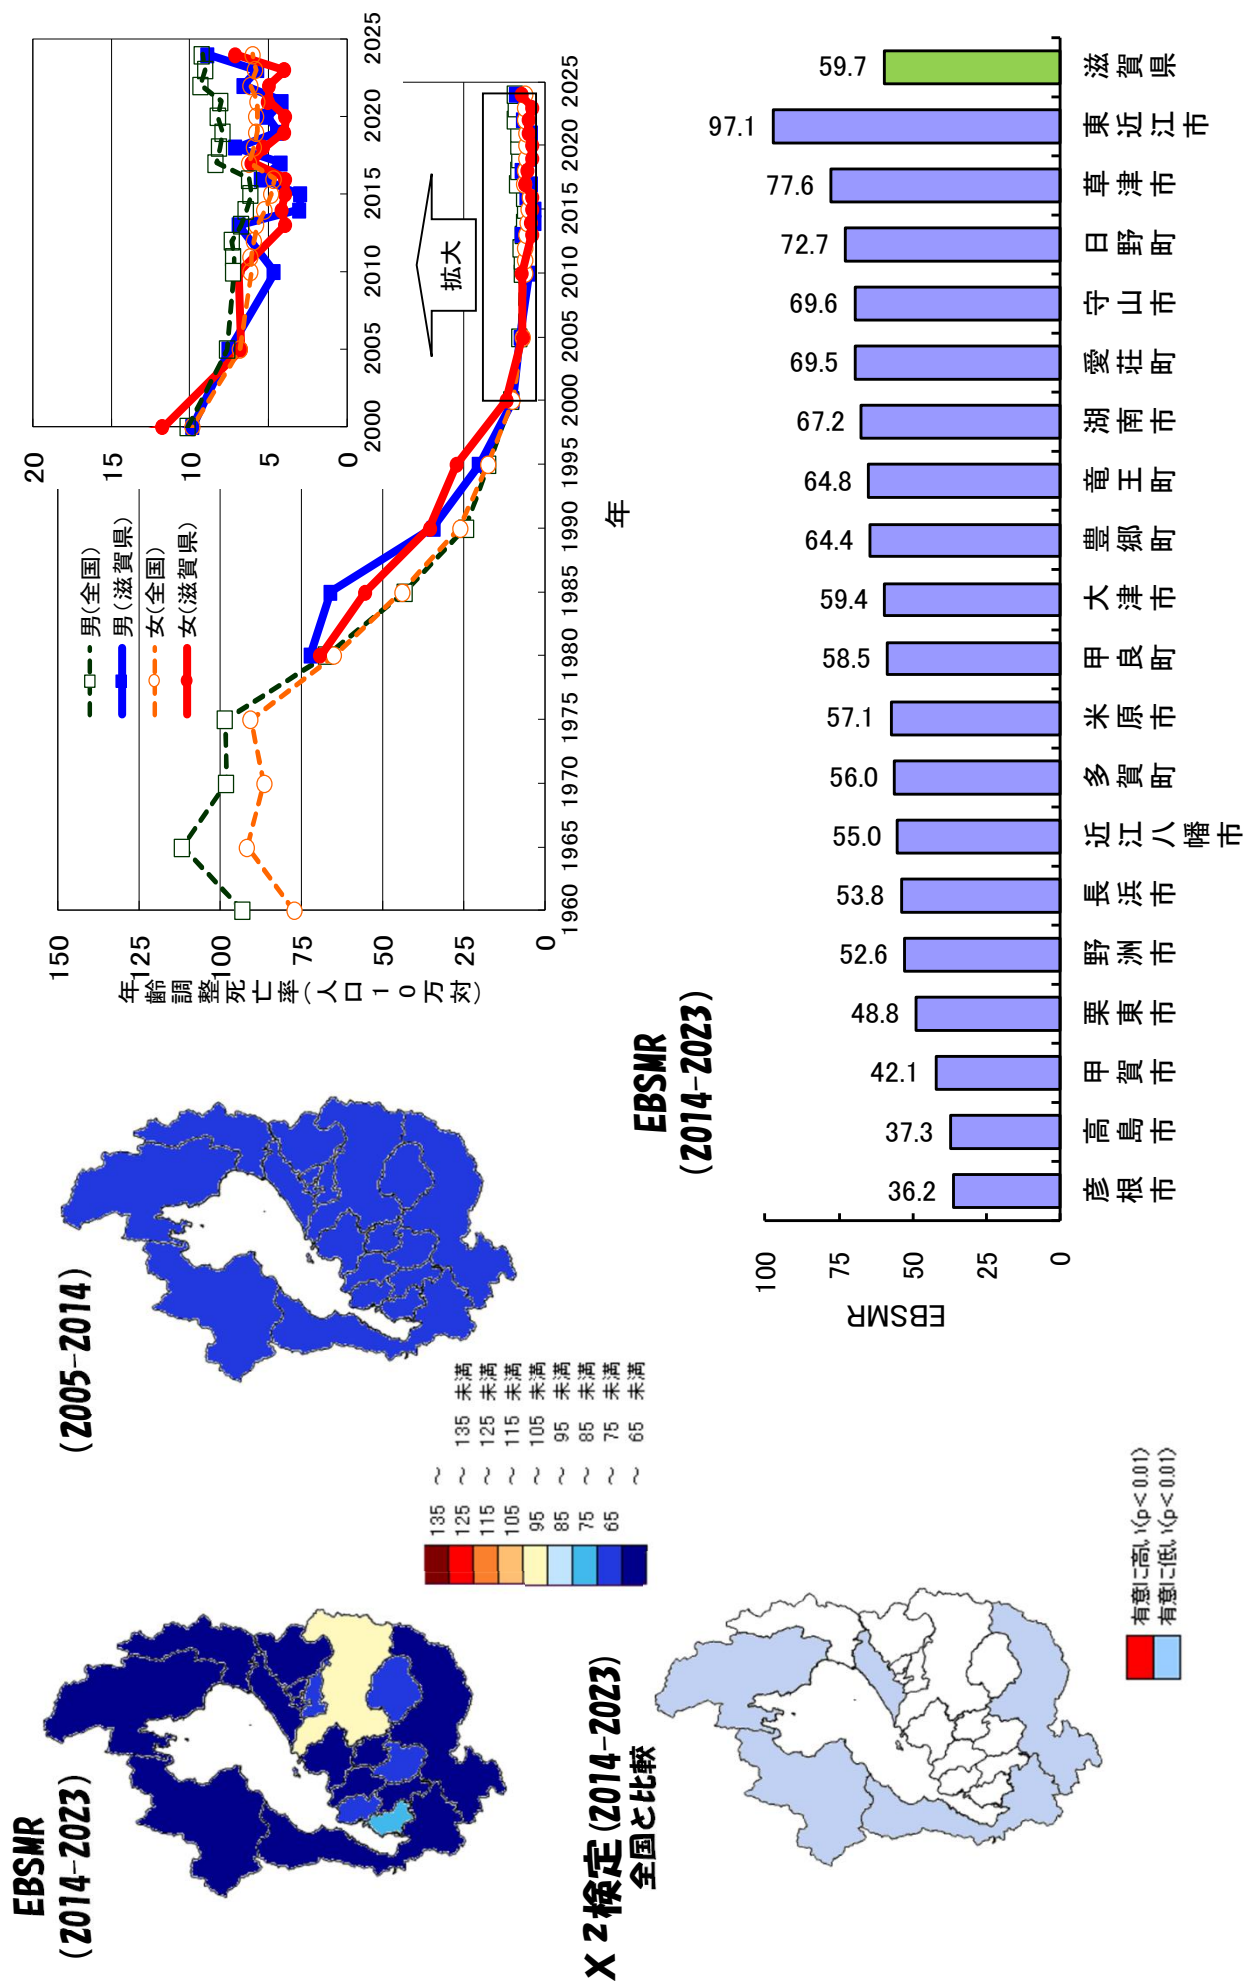 EBSMR
(2014-2023)
(2005-2014)
135 ～
125 ～ 135 未満
115 ～ 125 未満
105 ～ 115 未満
95 ～ 105 未満
85 ～ 95 未満
75 ～ 85 未満
65 ～ 75 未満
～ 65 未満
年齢調整死亡率(人口10万対)
150
125
100
75
50
25
0
1960
1965
1970
1975
1980
1985
1990
1995
2000
2005
2010
2015
2020
2025
年
男(全国)
男(滋賀県)
女(全国)
女(滋賀県)
20
15
10
5
0
2000
2005
2010
2015
2020
2025
拡大
X2検定(2014-2023)
全国と比較
有意に高い(p<0.01)
有意に低い(p<0.01)
EBSMR
(2014-2023)
EBSMR
100
75
50
25
0
36.2
37.3
42.1
48.8
52.6
53.8
55.0
56.0
57.1
58.5
59.4
64.4
64.8
67.2
69.5
69.6
72.7
77.6
97.1
59.7
彦根市
高島市
甲賀市
栗東市
野洲市
長浜市
近江八幡市
多賀町
米原市
甲良町
大津市
豊郷町
竜王町
湖南市
愛荘町
守山市
日野町
草津市
東近江市
滋賀県